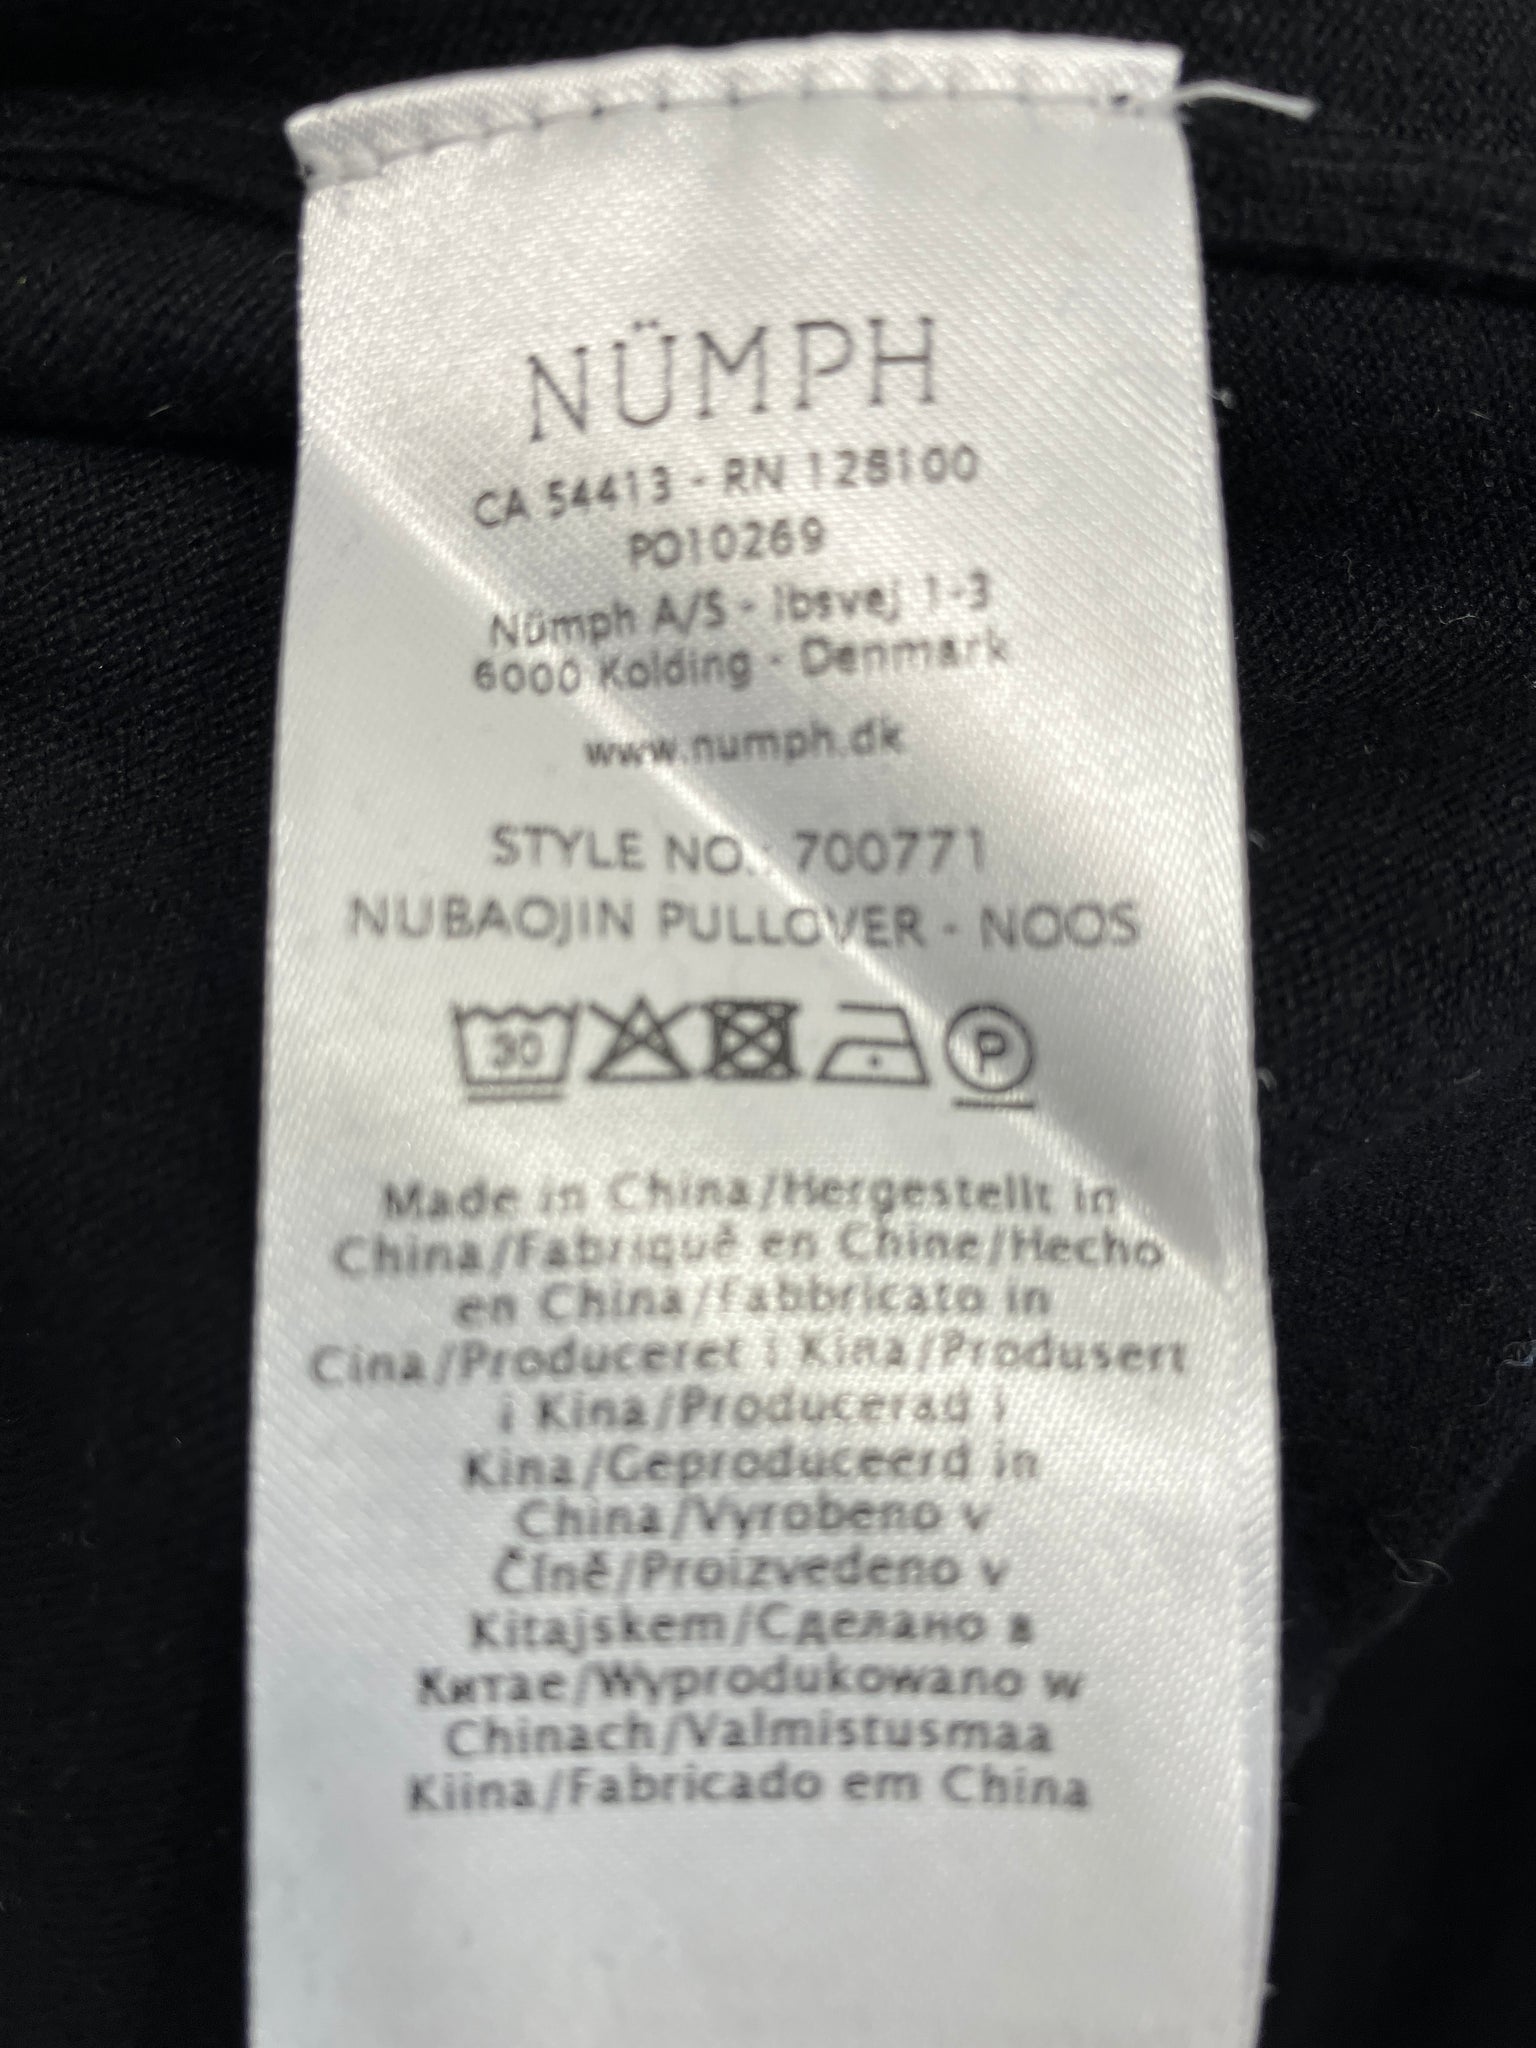 NÜMPH
CA 54413 - RN 128100
PO10269
Nümph A/S - Ibsvej 1-3
6000 Kolding - Denmark
www.numph.dk
STYLE NO.: 700771
NUBAOJIN PULLOVER - NOOS
30
P
Made in China/Hergestellt in
China/Fabriquê en Chine/Hecho
en China/Fabbricato in
Cina/Produceret i Kina/Produsert
i Kina/Producerad i
Kina/Geproduceerd in
China/Vyrobeno v
Číně/Proizvedeno v
Kitajskem/Сделано в
Китае/Wyprodukowano w
Chinach/Valmistusmaa
Kiina/Fabricado em China